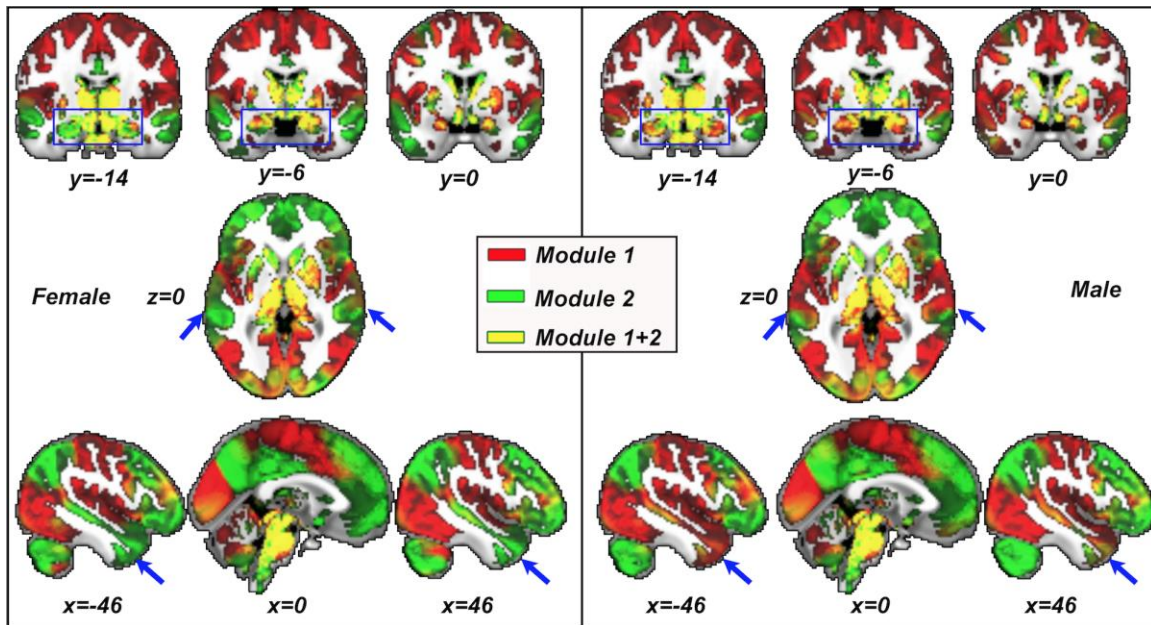 y=-14
y=-6
y=0
y=-14
y=-6
y=0
Female
z=0
Module 1
Module 2
Module 1+2
z=0
Male
x=-46
x=0
x=46
x=-46
x=0
x=46